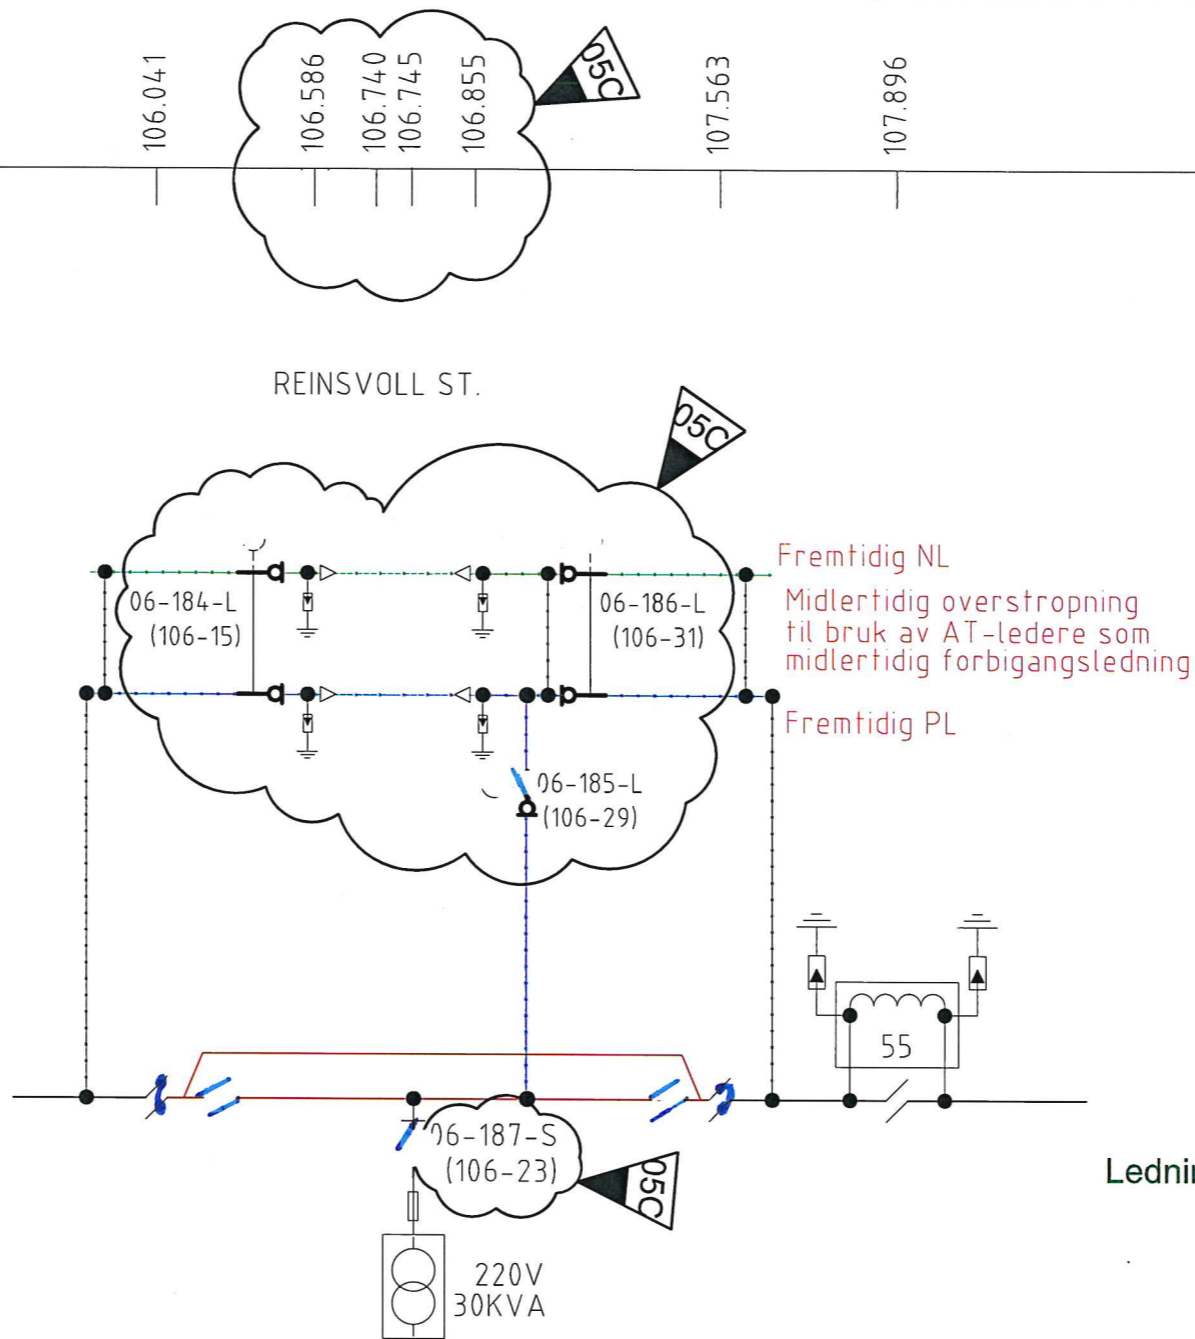 106.041
106.586
106.740
106.745
106.855
107.563
107.896
05C
REINSVOLL ST.
05C
Fremtidig NL
06-184-L
(106-15)
06-186-L
(106-31)
Midlertidig overstropning
til bruk av AT-ledere som
midlertidig forbigangsledning
Fremtidig PL
06-185-L
(106-29)
55
06-187-S
(106-23)
05C
220V
30KVA